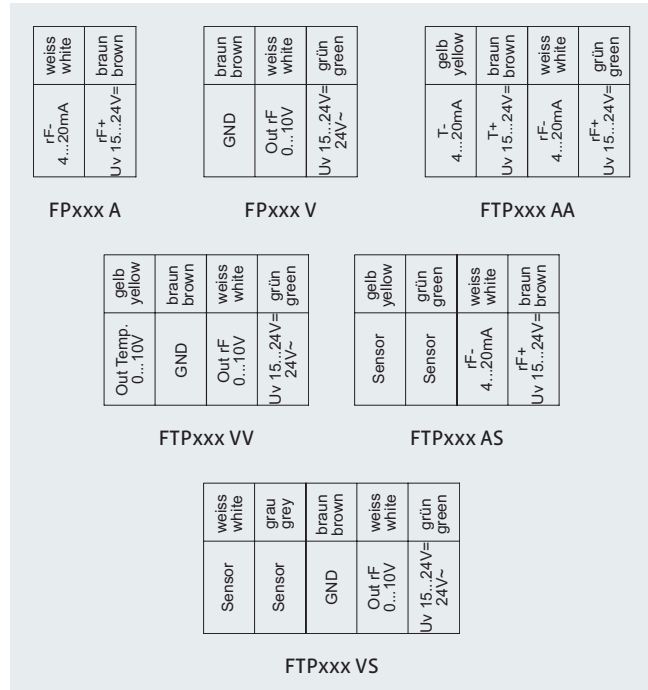 weiss
white
braun
brown
rF-
4...20mA
rF+
Uv 15...24V=
FPxxx A
braun
brown
weiss
white
grün
green
GND
Out rF
0...10V
Uv 15...24V=
24V~
FPxxx V
gelb
yellow
braun
brown
weiss
white
grün
green
T-
4...20mA
T+
Uv 15...24V=
rF-
4...20mA
rF+
Uv 15...24V=
FTPxxx AA
gelb
yellow
braun
brown
weiss
white
grün
green
Out Temp.
0...10V
GND
Out rF
0...10V
Uv 15...24V=
24V~
FTPxxx VV
gelb
yellow
grün
green
weiss
white
braun
brown
Sensor
Sensor
rF-
4...20mA
rF+
Uv 15...24V=
FTPxxx AS
weiss
white
grau
grey
braun
brown
weiss
white
grün
green
Sensor
Sensor
GND
Out rF
0...10V
Uv 15...24V=
24V~
FTPxxx VS